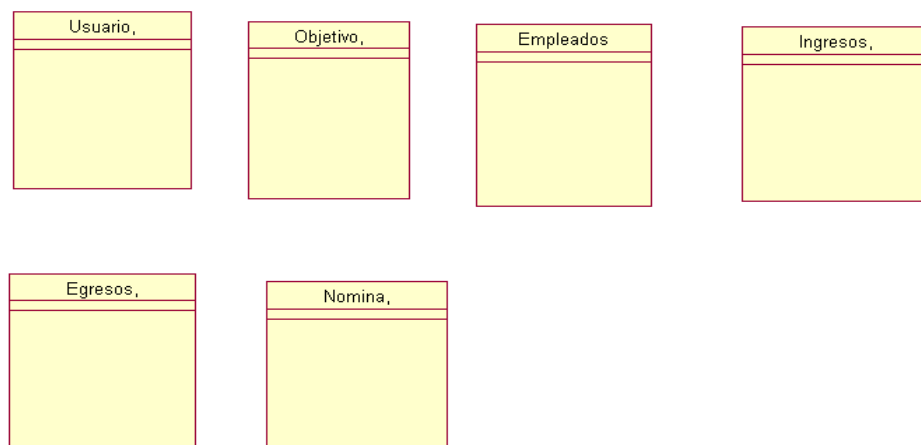 Usuario,
Objetivo,
Empleados
Ingresos,
Egresos,
Nomina,